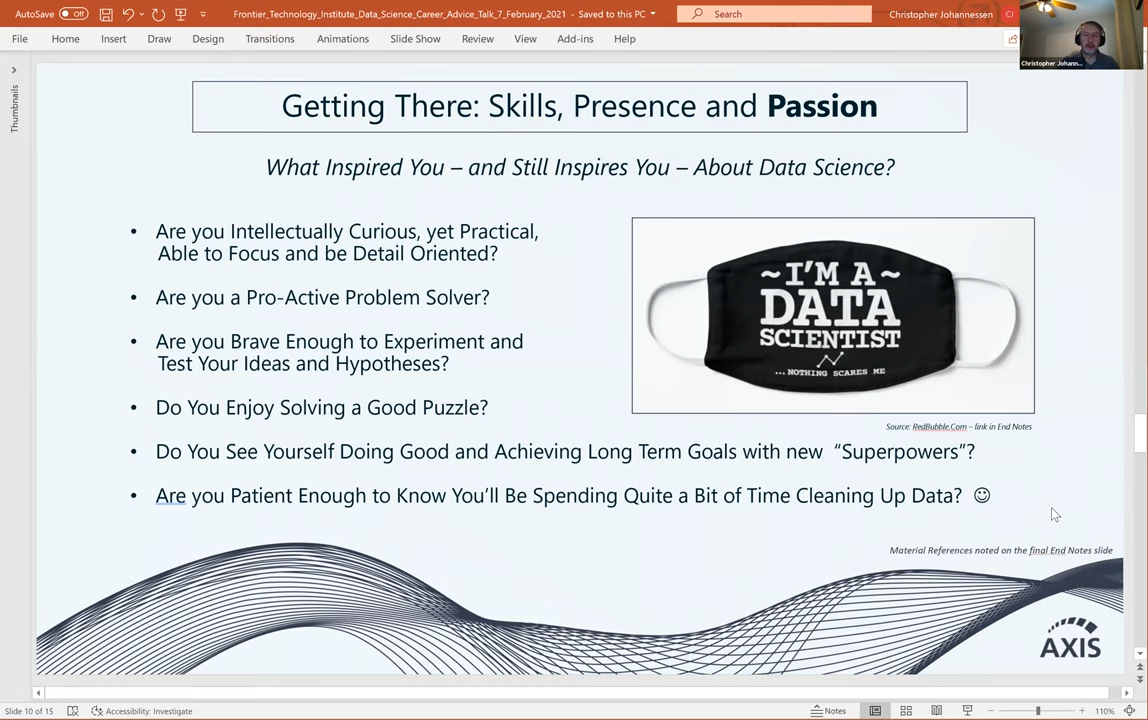 AutoSave Off
Frontier_Technology_Institute_Data_Science_Career_Advice_Talk_7_February_2021 - Saved to this PC
Search
Christopher Johannessen
CJ
File Home Insert Draw Design Transitions Animations Slide Show Review View Add-ins Help
Christopher Johann...
Thumbnails
Getting There: Skills, Presence and Passion
What Inspired You – and Still Inspires You – About Data Science?
• Are you Intellectually Curious, yet Practical,
Able to Focus and be Detail Oriented?
• Are you a Pro-Active Problem Solver?
• Are you Brave Enough to Experiment and
Test Your Ideas and Hypotheses?
• Do You Enjoy Solving a Good Puzzle?
~I'M A~
DATA
SCIENTIST
...NOTHING SCARES ME
Source: RedBubble.Com – link in End Notes
• Do You See Yourself Doing Good and Achieving Long Term Goals with new “Superpowers”?
• Are you Patient Enough to Know You’ll Be Spending Quite a Bit of Time Cleaning Up Data? ☺
Material References noted on the final End Notes slide
AXIS
Slide 10 of 15
Accessibility: Investigate
Notes
110%